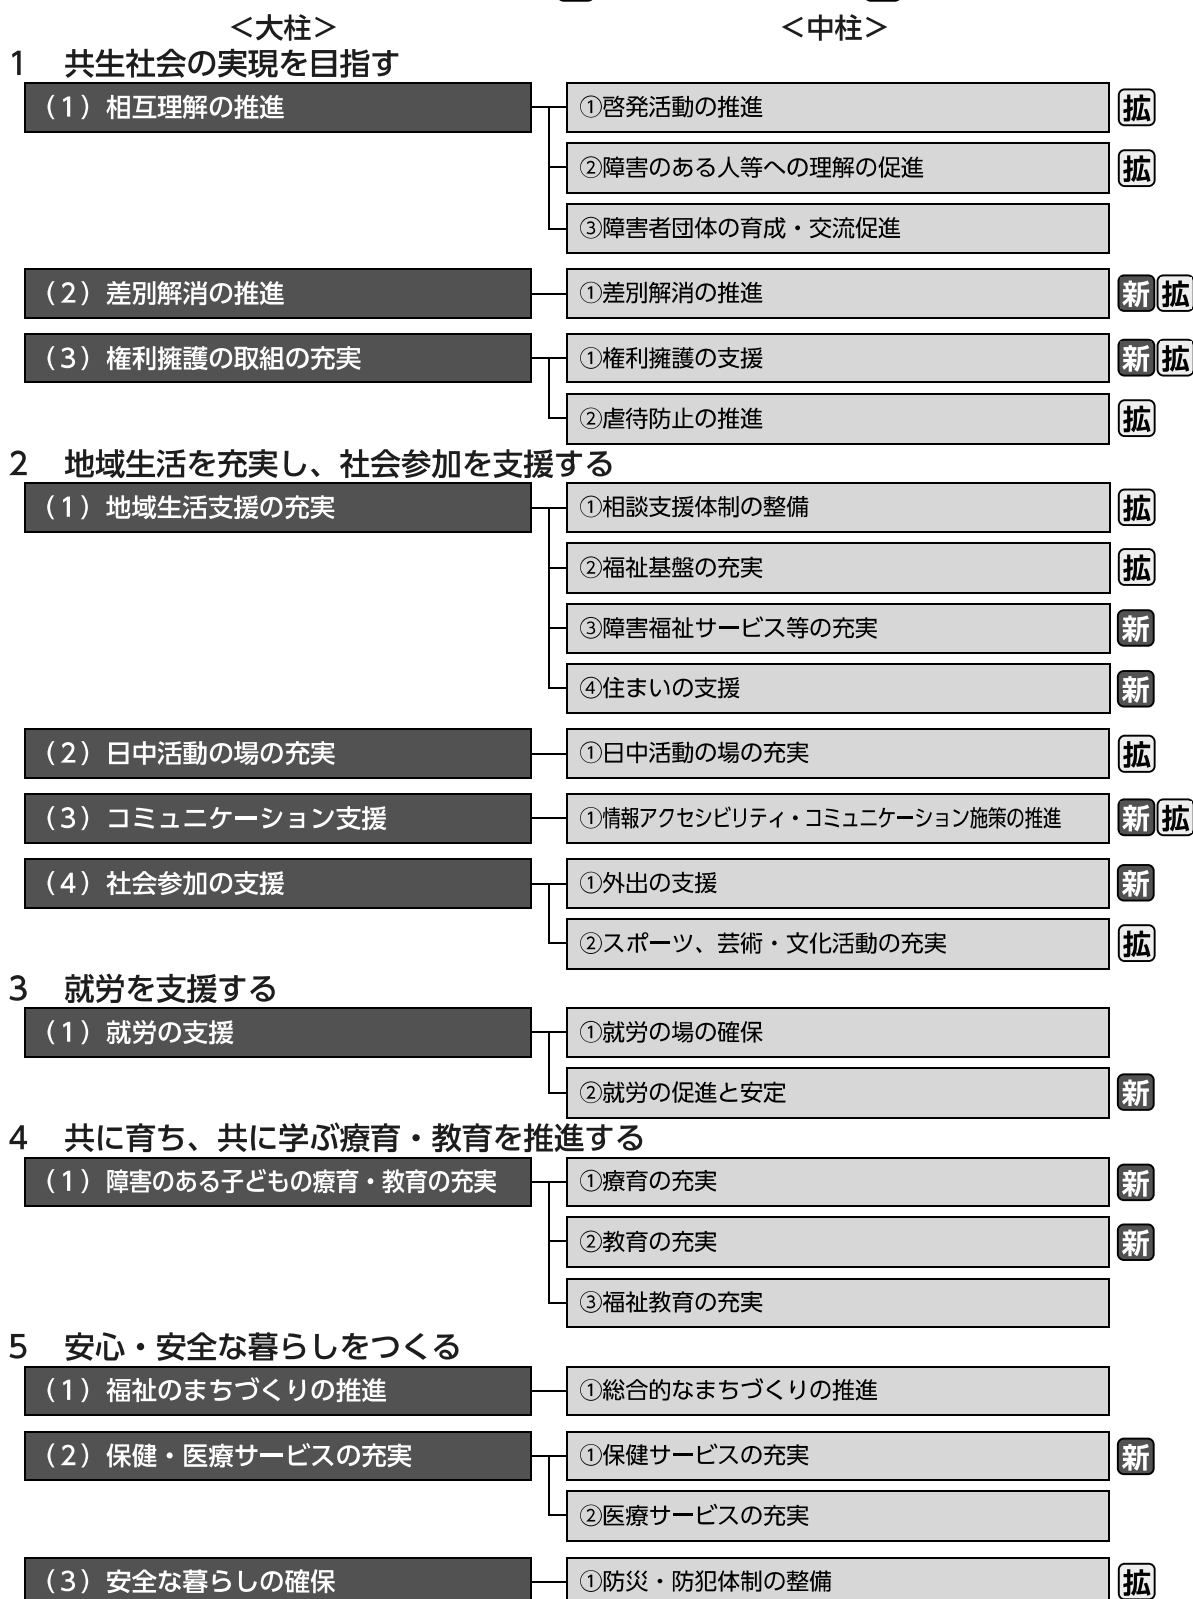 ＜大柱＞　＜中柱＞
1　共生社会の実現を目指す
（1）相互理解の推進　①啓発活動の推進　拡
②障害のある人等への理解の促進　拡
③障害者団体の育成・交流促進
（2）差別解消の推進　①差別解消の推進　新 拡
（3）権利擁護の取組の充実　①権利擁護の支援　新 拡
②虐待防止の推進　拡
2　地域生活を充実し、社会参加を支援する
（1）地域生活支援の充実　①相談支援体制の整備　拡
②福祉基盤の充実　拡
③障害福祉サービス等の充実　新
④住まいの支援　新
（2）日中活動の場の充実　①日中活動の場の充実　拡
（3）コミュニケーション支援　①情報アクセシビリティ・コミュニケーション施策の推進　新 拡
（4）社会参加の支援　①外出の支援　新
②スポーツ、芸術・文化活動の充実　拡
3　就労を支援する
（1）就労の支援　①就労の場の確保
②就労の促進と安定　新
4　共に育ち、共に学ぶ療育・教育を推進する
（1）障害のある子どもの療育・教育の充実　①療育の充実　新
②教育の充実　新
③福祉教育の充実
5　安心・安全な暮らしをつくる
（1）福祉のまちづくりの推進　①総合的なまちづくりの推進
（2）保健・医療サービスの充実　①保健サービスの充実　新
②医療サービスの充実
（3）安全な暮らしの確保　①防災・防犯体制の整備　拡